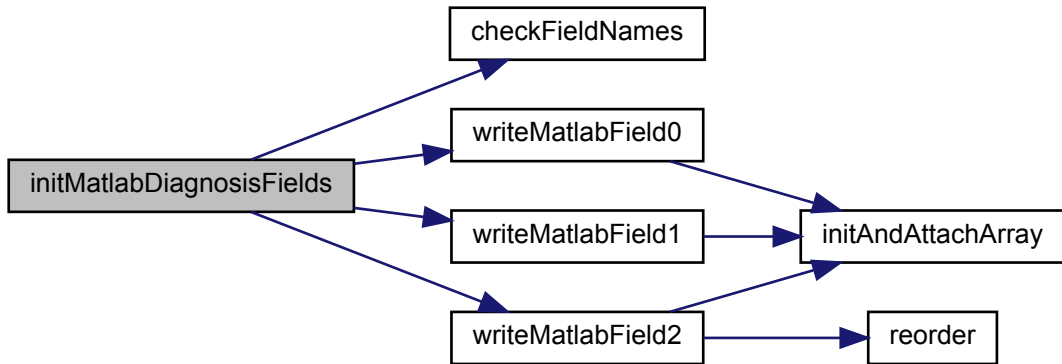 checkFieldNames
writeMatlabField0
initMatlabDiagnosisFields
writeMatlabField1
initAndAttachArray
writeMatlabField2
reorder